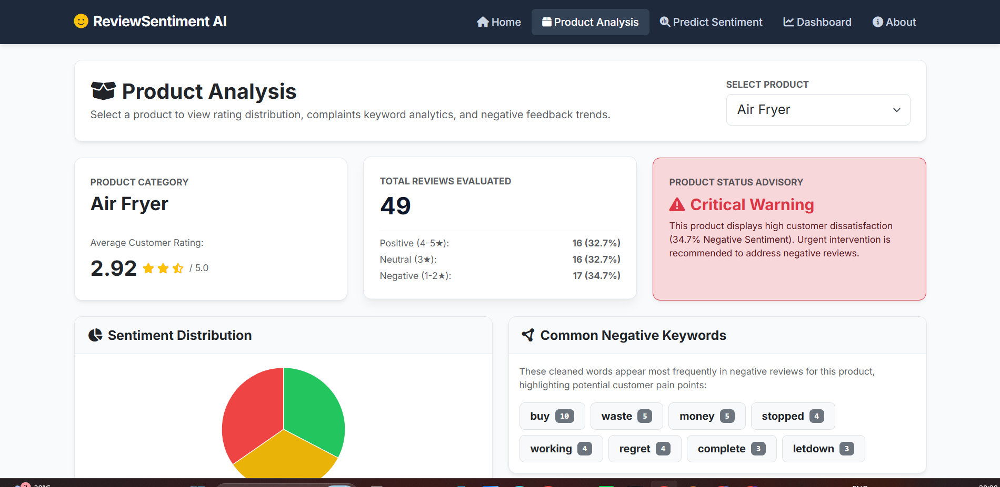 ReviewSentiment AI
Home
Product Analysis
Predict Sentiment
Dashboard
About
Product Analysis
Select a product to view rating distribution, complaints keyword analytics, and negative feedback trends.
SELECT PRODUCT
Air Fryer
PRODUCT CATEGORY
Air Fryer
Average Customer Rating:
2.92 / 5.0
TOTAL REVIEWS EVALUATED
49
Positive (4-5★): 16 (32.7%)
Neutral (3★): 16 (32.7%)
Negative (1-2★): 17 (34.7%)
PRODUCT STATUS ADVISORY
Critical Warning
This product displays high customer dissatisfaction
(34.7% Negative Sentiment). Urgent intervention is
recommended to address negative reviews.
Sentiment Distribution
Common Negative Keywords
These cleaned words appear most frequently in negative reviews for this product,
highlighting potential customer pain points:
buy 10 waste 5 money 5 stopped 4
working 4 regret 4 complete 3 letdown 3